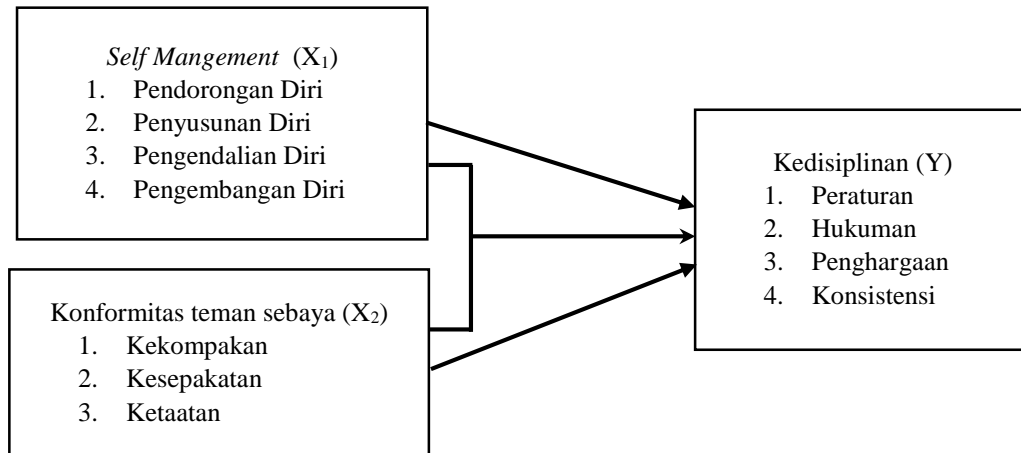 Self Mangement (X₁)
1. Pendorongan Diri
2. Penyusunan Diri
3. Pengendalian Diri
4. Pengembangan Diri
Konformitas teman sebaya (X₂)
1. Kekompakan
2. Kesepakatan
3. Ketaatan
Kedisiplinan (Y)
1. Peraturan
2. Hukuman
3. Penghargaan
4. Konsistensi